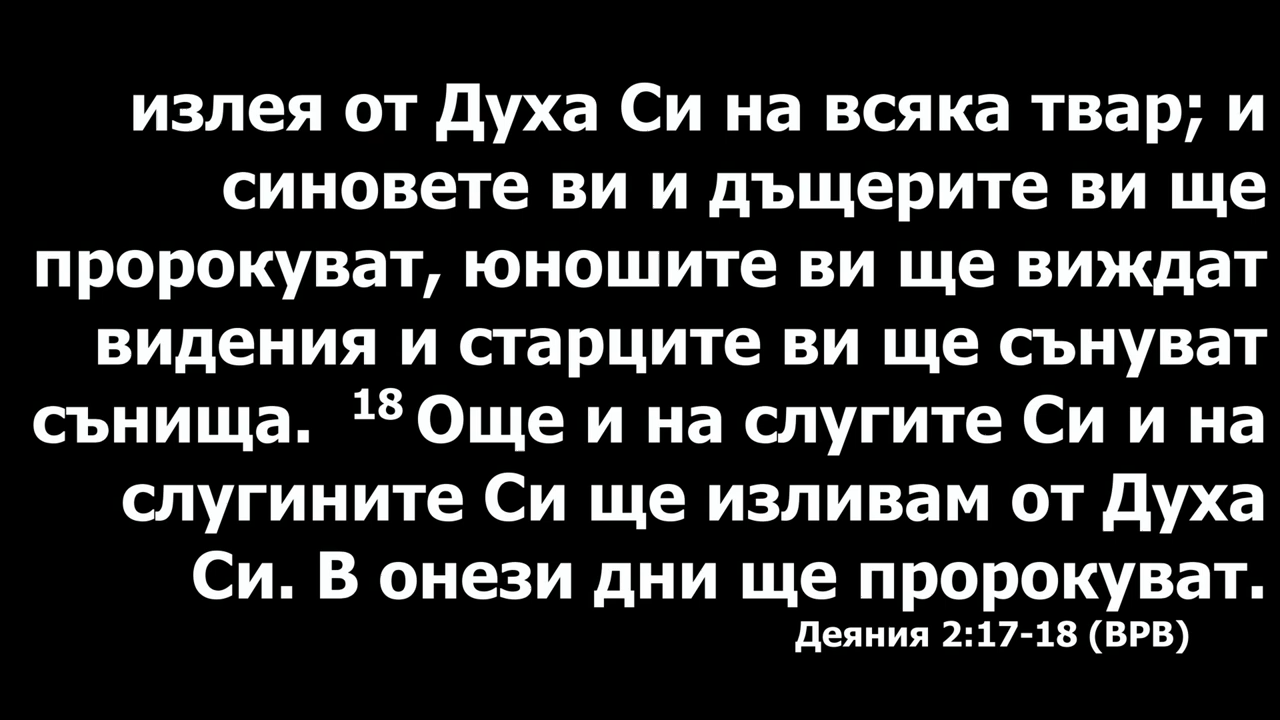 излея от Духа Си на всяка твар; и
синовете ви и дъщерите ви ще
пророкуват, юношите ви ще виждат
видения и старците ви ще сънуват
сънища. 18 Още и на слугите Си и на
слугините Си ще изливам от Духа
Си. В онези дни ще пророкуват.
Деяния 2:17-18 (ВРВ)